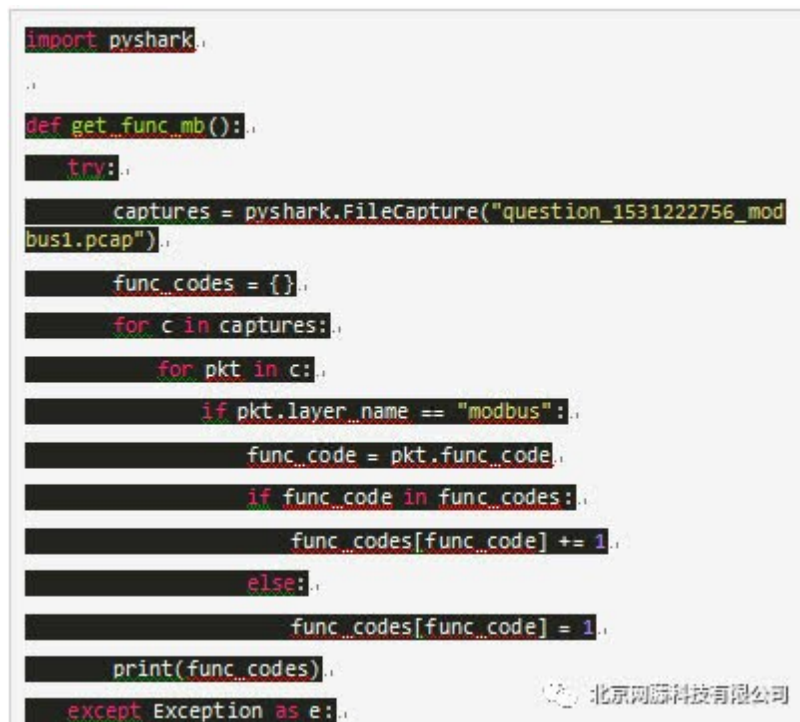 import pyshark
def get_func_mb():
try:
captures = pyshark.FileCapture("question_1531222756_mod
bus1.pcap")
func_codes = {}
for c in captures:
for pkt in c:
if pkt.layer_name == "modbus":
func_code = pkt.func_code
if func_code in func_codes:
func_codes[func_code] += 1
else:
func_codes[func_code] = 1
print(func_codes)
except Exception as e:
北京网藤科技有限公司